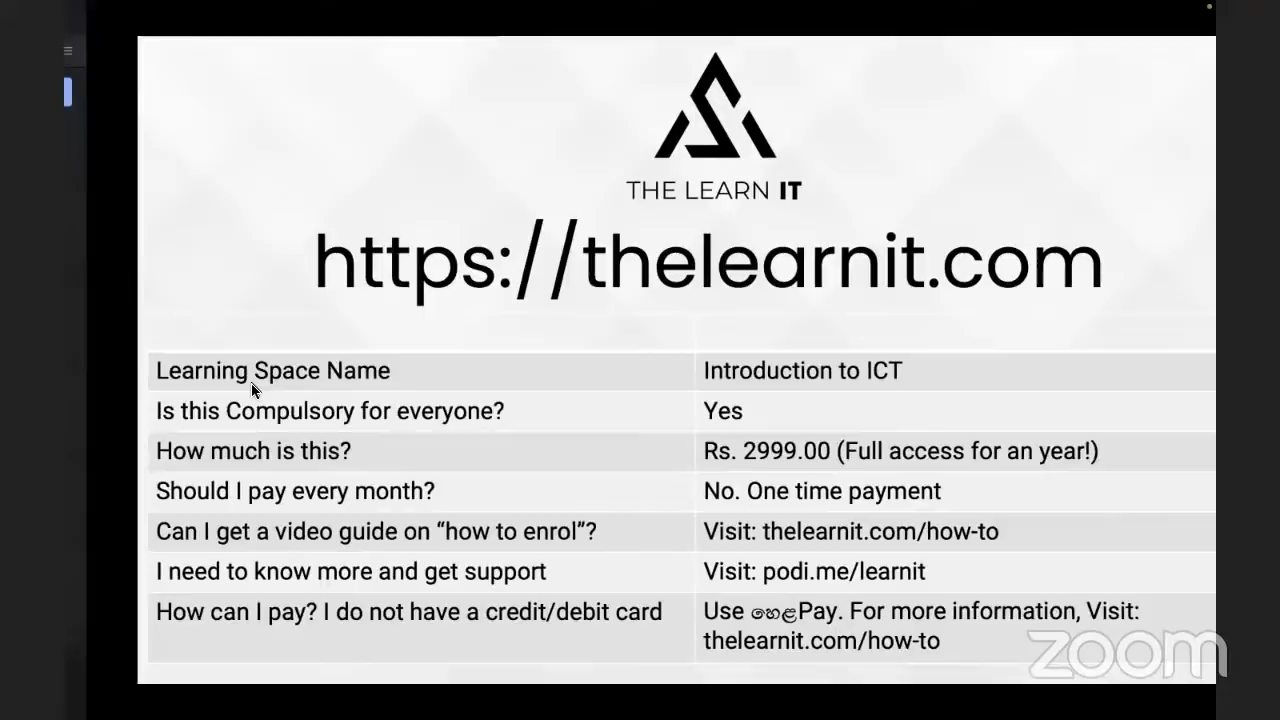 THE LEARN IT
https://thelearnit.com
Learning Space Name
Introduction to ICT
Is this Compulsory for everyone?
Yes
How much is this?
Rs. 2999.00 (Full access for an year!)
Should I pay every month?
No. One time payment
Can I get a video guide on “how to enrol”?
Visit: thelearnit.com/how-to
I need to know more and get support
Visit: podi.me/learnit
How can I pay? I do not have a credit/debit card
Use හෙළPay. For more information, Visit:
thelearnit.com/how-to
zoom